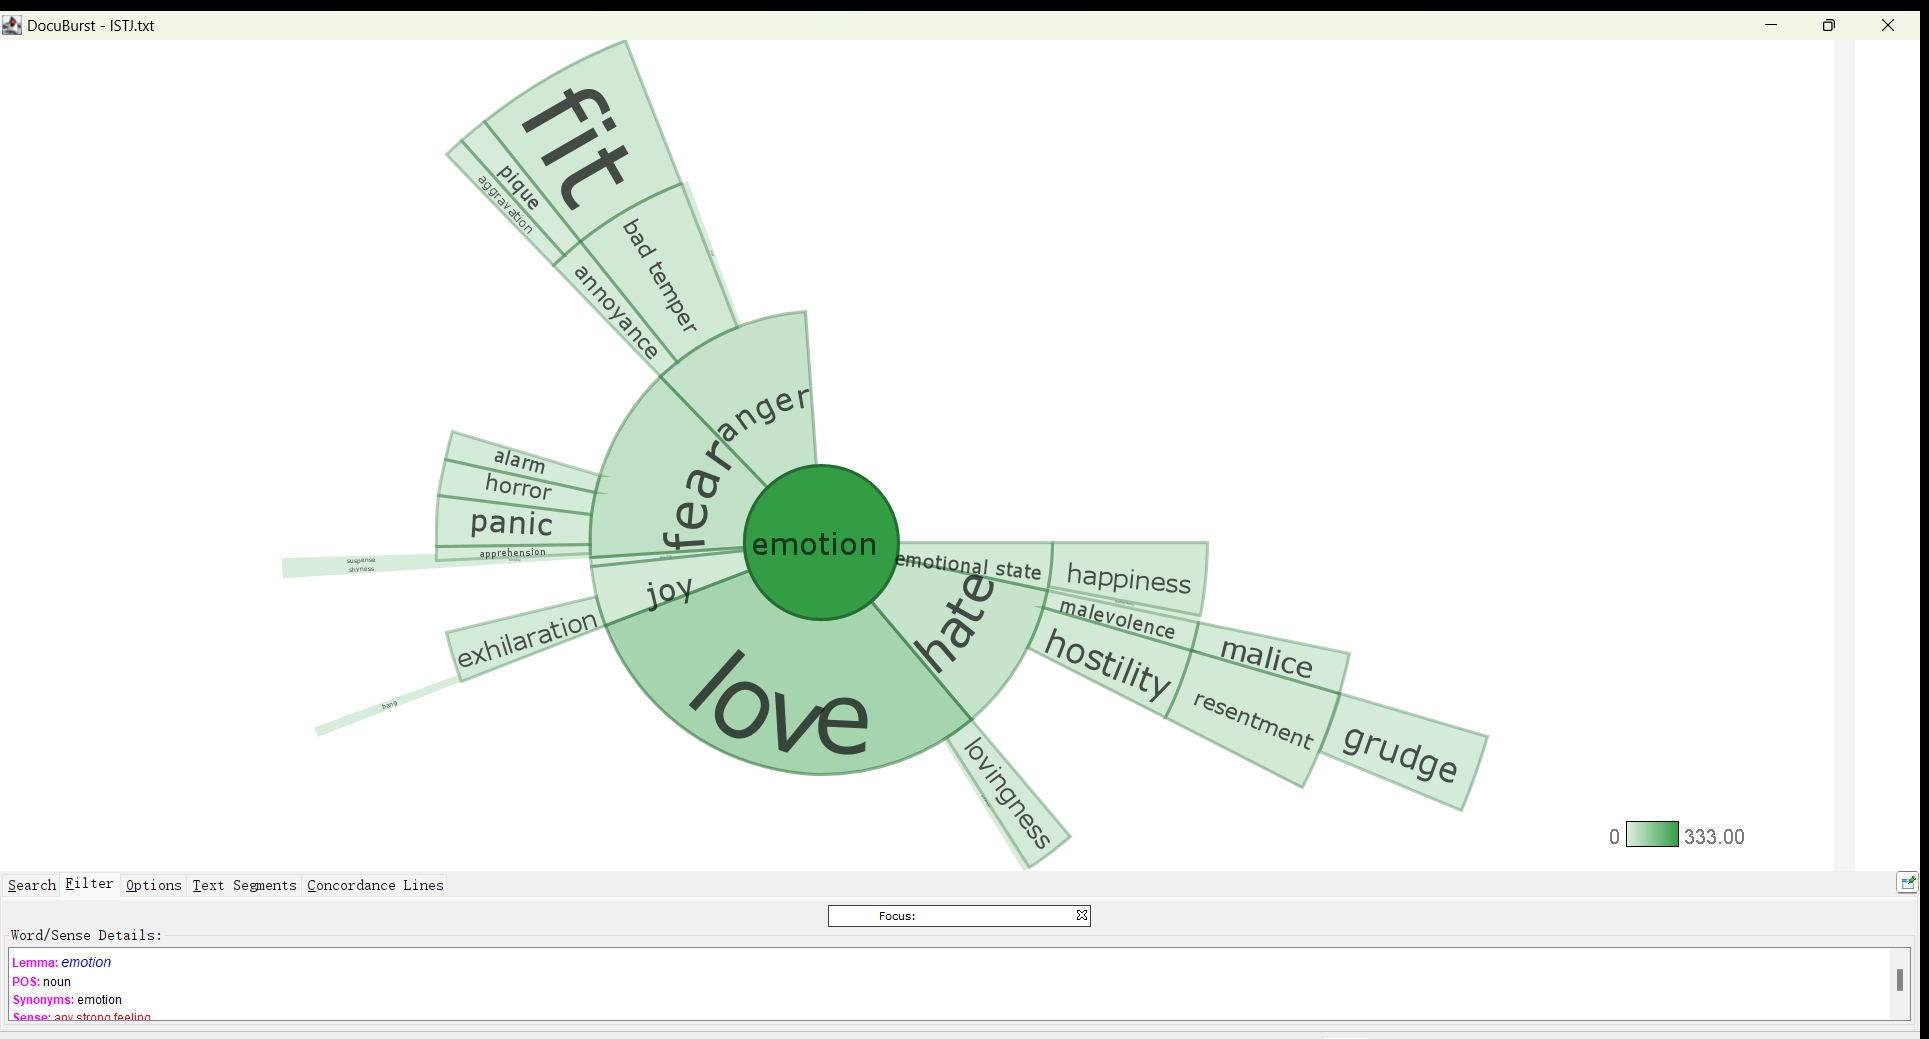 DocuBurst - ISTJ.txt
fit
pique
aggravation
bad temper
annoyance
anger
fear
alarm
horror
panic
apprehension
suspense
shyness
joy
exhilaration
bang
love
emotion
emotional state
happiness
hate
malevolence
malice
hostility
resentment
grudge
lovingness
0 333.00
Search Filter Options Text Segments Concordance Lines
Focus:
Word/Sense Details:
Lemma: emotion
POS: noun
Synonyms: emotion
Sense: any strong feeling